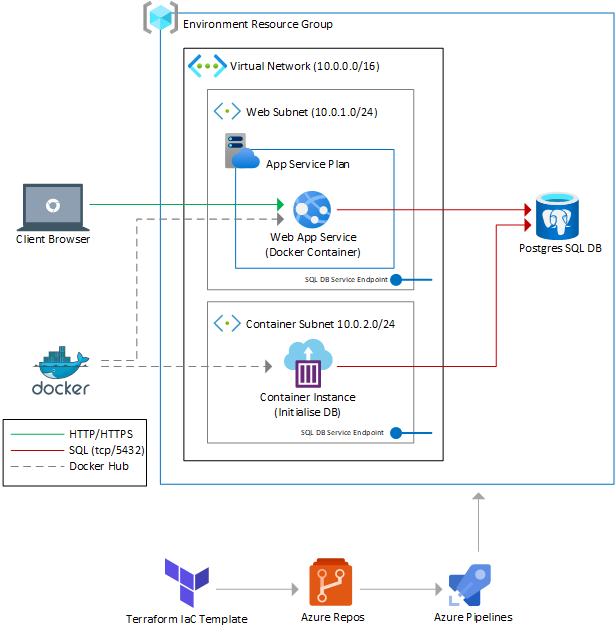 Environment Resource Group
Virtual Network (10.0.0.0/16)
Web Subnet (10.0.1.0/24)
App Service Plan
Client Browser
Web App Service
(Docker Container)
Postgres SQL DB
SQL DB Service Endpoint
Container Subnet 10.0.2.0/24
docker
Container Instance
(Initialise DB)
SQL DB Service Endpoint
HTTP/HTTPS
SQL (tcp/5432)
Docker Hub
Terraform IaC Template
Azure Repos
Azure Pipelines